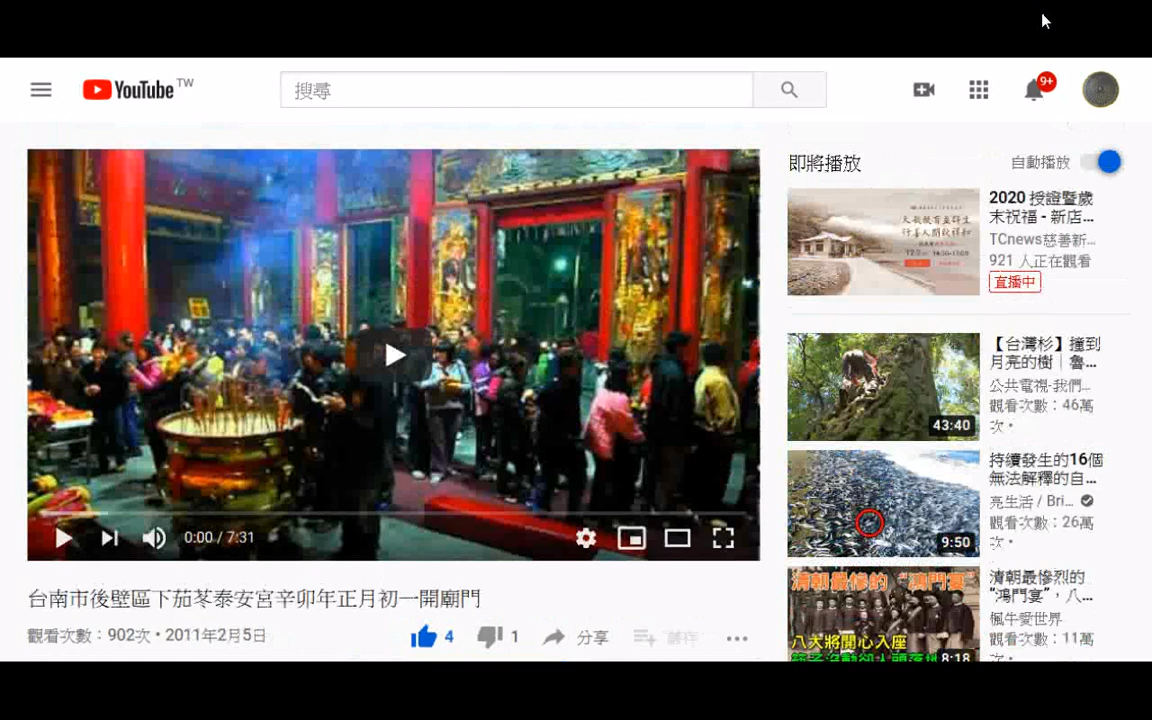 YouTube TW
搜尋
9+
0:00 / 7:31
台南市後壁區下茄苳泰安宮辛卯年正月初一開廟門
觀看次數：902次 • 2011年2月5日
4
1
分享
儲存
即將播放
自動播放
2020 授證暨歲
末祝福 - 新店...
TCnews慈善新...
921 人正在觀看
直播中
43:40
【台灣杉】撞到
月亮的樹｜魯...
公共電視-我們...
觀看次數：46萬
次 •
9:50
持續發生的16個
無法解釋的自...
亮生活 / Bri...
觀看次數：26萬
次 •
清朝最慘的“鴻門宴”
八大將開心入座
8:18
清朝最慘烈的
“鴻門宴”，八...
楓牛愛世界
觀看次數：11萬